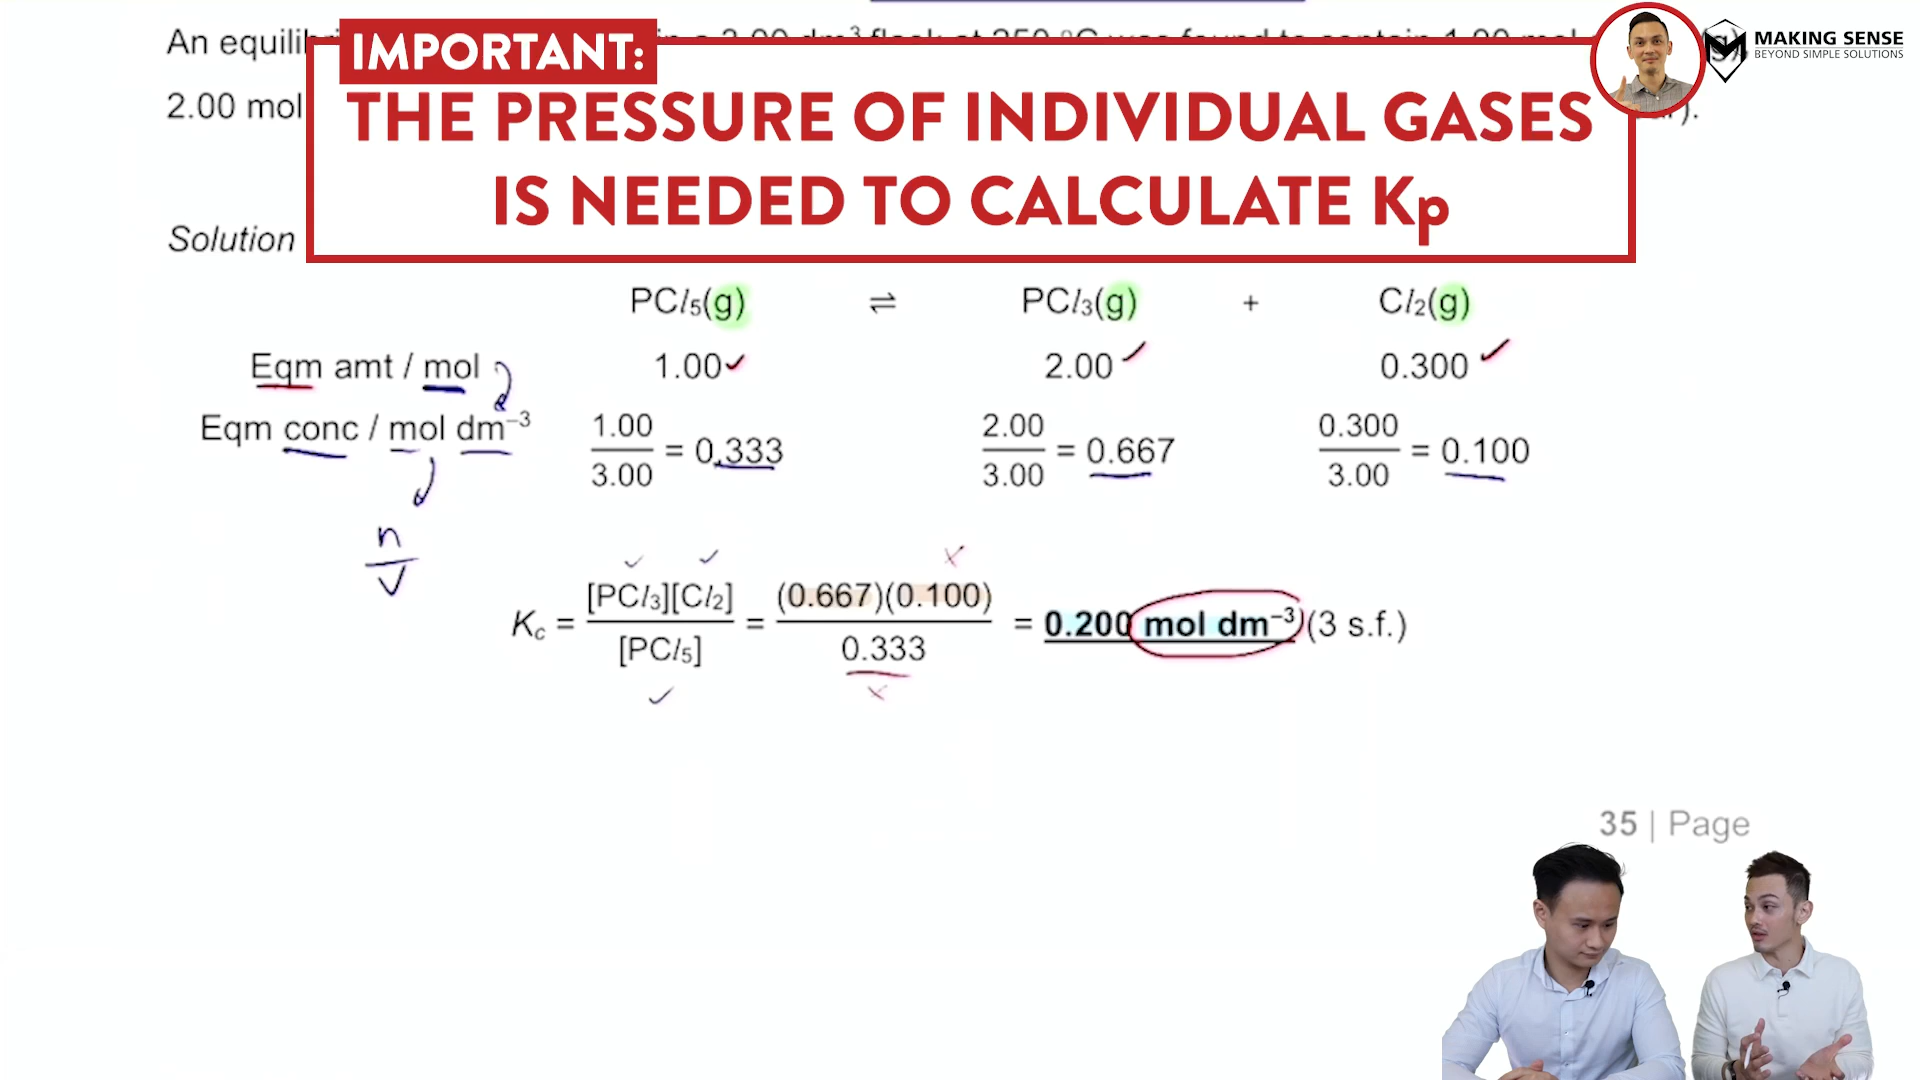 An
IMPORTANT:
MAKING SENSE
BEYOND SIMPLE SOLUTIONS
2.00 mol
THE PRESSURE OF INDIVIDUAL GASES
IS NEEDED TO CALCULATE Kp
Solution
PCl₅(g) ⇌ PCl₃(g) + Cl₂(g)
Eqm amt / mol 1.00✓ 2.00✓ 0.300✓
Eqm conc / mol dm⁻³ 1.00/3.00 = 0.333 2.00/3.00 = 0.667 0.300/3.00 = 0.100
n/V
K_c = [PCl₃][Cl₂]/[PCl₅] = (0.667)(0.100)/0.333 = 0.200 mol dm⁻³ (3 s.f.)
35 | Page